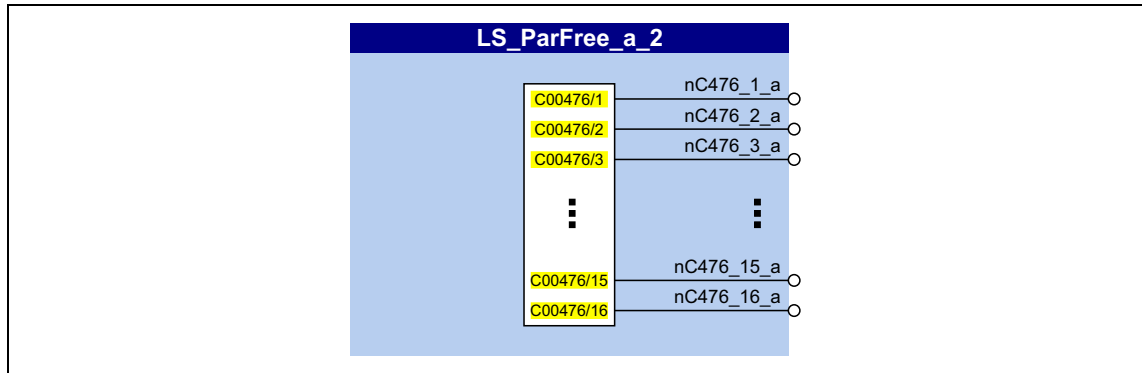 LS_ParFree_a_2
C00476/1 nC476_1_a
C00476/2 nC476_2_a
C00476/3 nC476_3_a
C00476/15 nC476_15_a
C00476/16 nC476_16_a